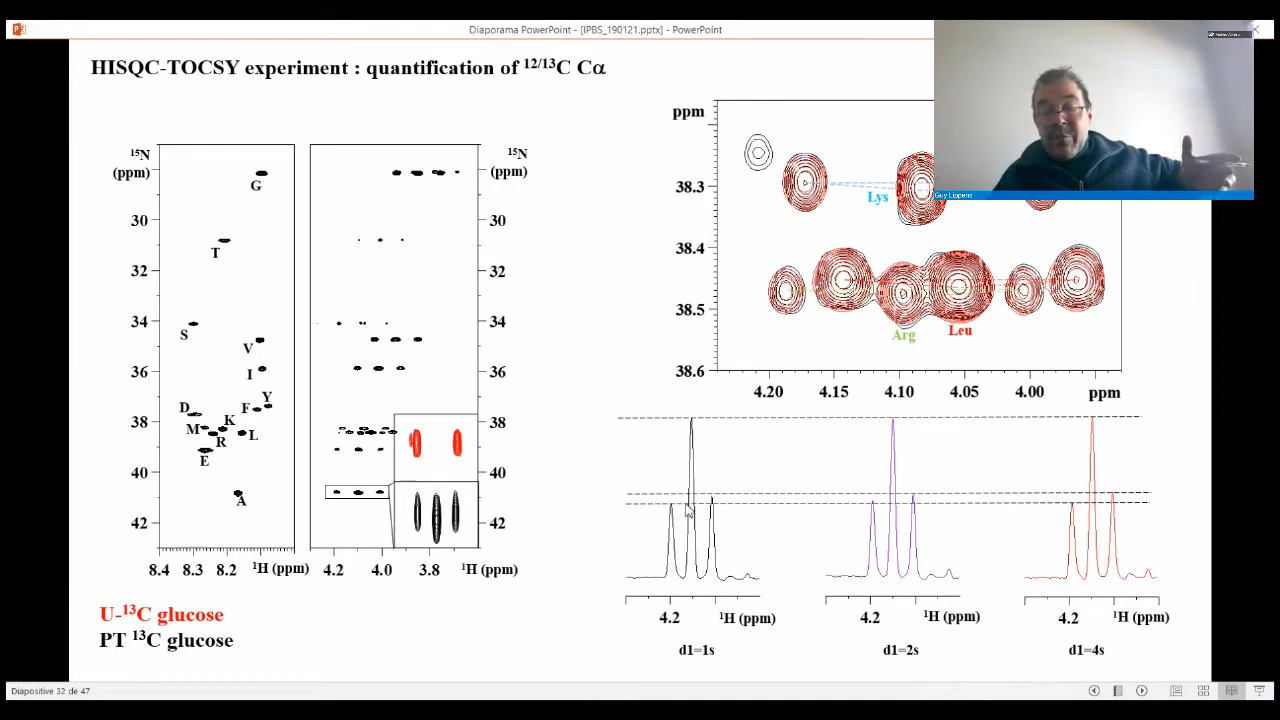 Diaporama PowerPoint - [IPBS_190121.pptx] - PowerPoint
HISQC-TOCSY experiment : quantification of 12/13C Cα
15N
(ppm)
30
32
34
36
38
40
42
G
T
S
V
I
Y
D
F
M
K
R
L
E
A
8.4 8.3 8.2 1H (ppm)
15N
(ppm)
30
32
34
36
38
40
42
4.2 4.0 3.8 1H (ppm)
U-13C glucose
PT 13C glucose
ppm
38.3
38.4
38.5
38.6
Lys
Arg
Leu
4.20 4.15 4.10 4.05 4.00 ppm
4.2 1H (ppm)
d1=1s
4.2 1H (ppm)
d1=2s
4.2 1H (ppm)
d1=4s
Guy Lippens
Diapositive 32 de 47